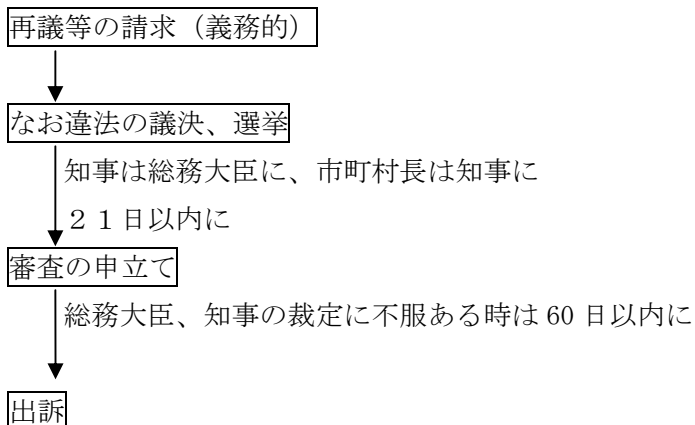 再議等の請求（義務的）
なお違法の議決、選挙
知事は総務大臣に、市町村長は知事に
２１日以内に
審査の申立て
総務大臣、知事の裁定に不服ある時は 60 日以内に
出訴